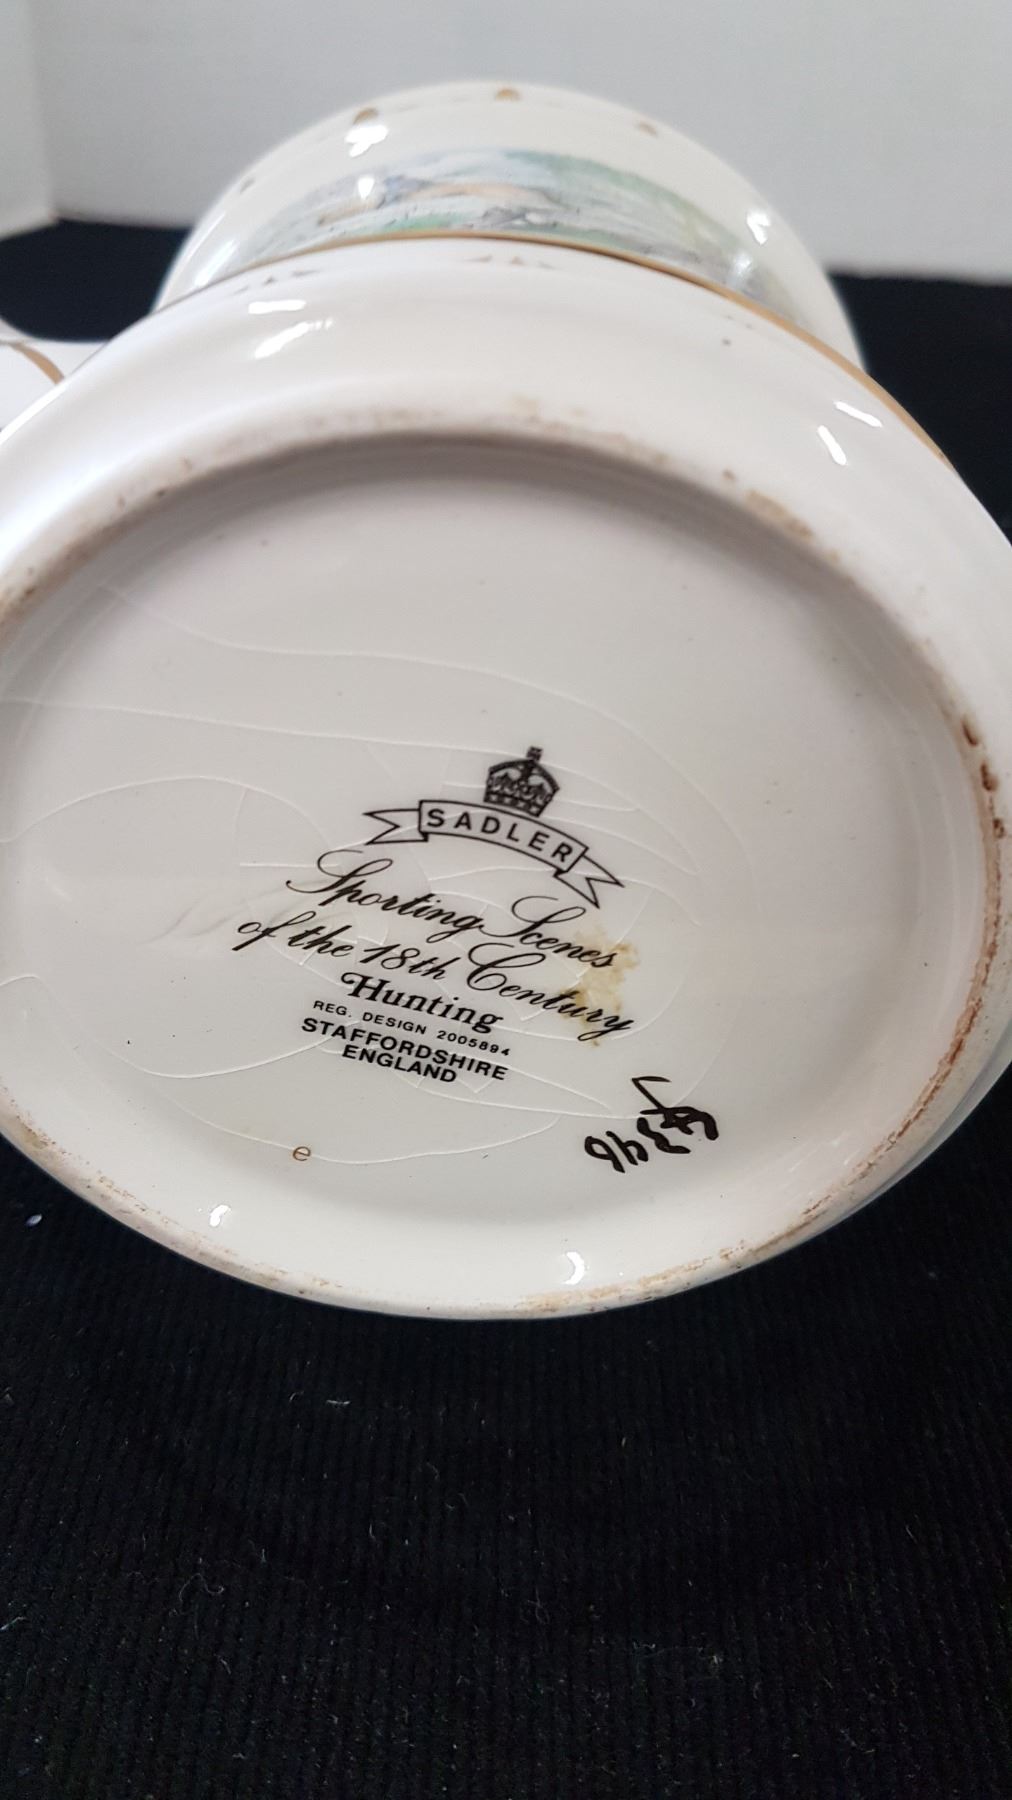 SADLER
Sporting Scenes
of the 18th Century
Hunting
REG. DESIGN 2005894
STAFFORDSHIRE
ENGLAND
e